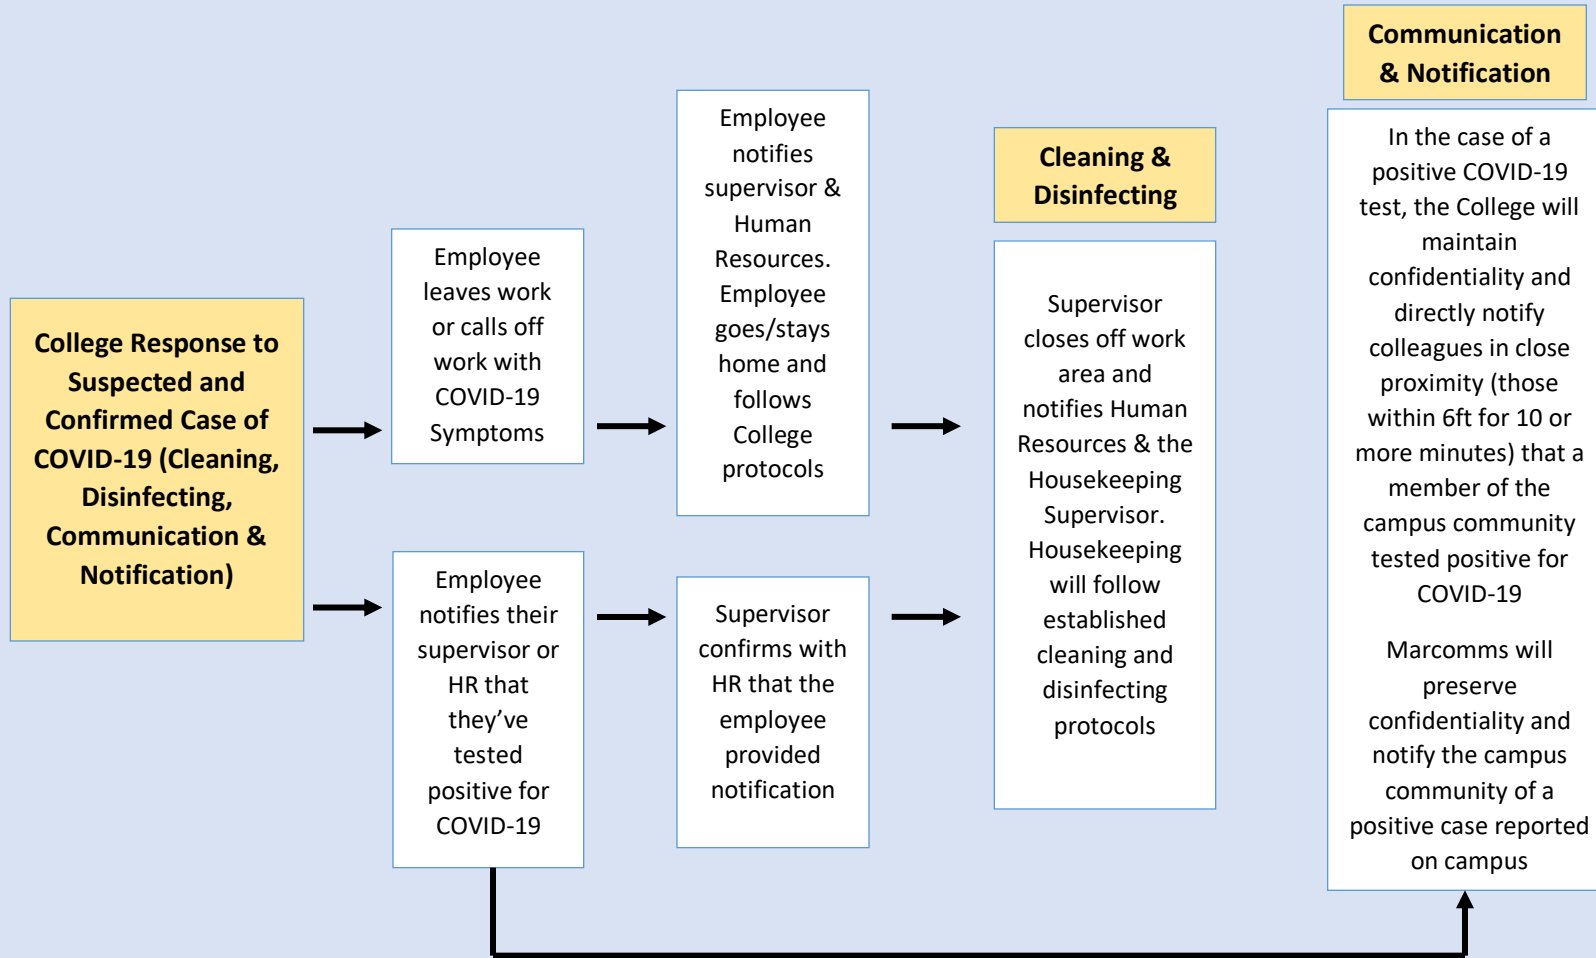 College Response to
Suspected and
Confirmed Case of
COVID-19 (Cleaning,
Disinfecting,
Communication &
Notification)
Employee
leaves work
or calls off
work with
COVID-19
Symptoms
Employee
notifies
supervisor &
Human
Resources.
Employee
goes/stays
home and
follows
College
protocols
Employee
notifies their
supervisor or
HR that
they’ve
tested
positive for
COVID-19
Supervisor
confirms with
HR that the
employee
provided
notification
Cleaning &
Disinfecting
Supervisor
closes off work
area and
notifies Human
Resources & the
Housekeeping
Supervisor.
Housekeeping
will follow
established
cleaning and
disinfecting
protocols
Communication
& Notification
In the case of a
positive COVID-19
test, the College will
maintain
confidentiality and
directly notify
colleagues in close
proximity (those
within 6ft for 10 or
more minutes) that a
member of the
campus community
tested positive for
COVID-19
Marcomms will
preserve
confidentiality and
notify the campus
community of a
positive case reported
on campus